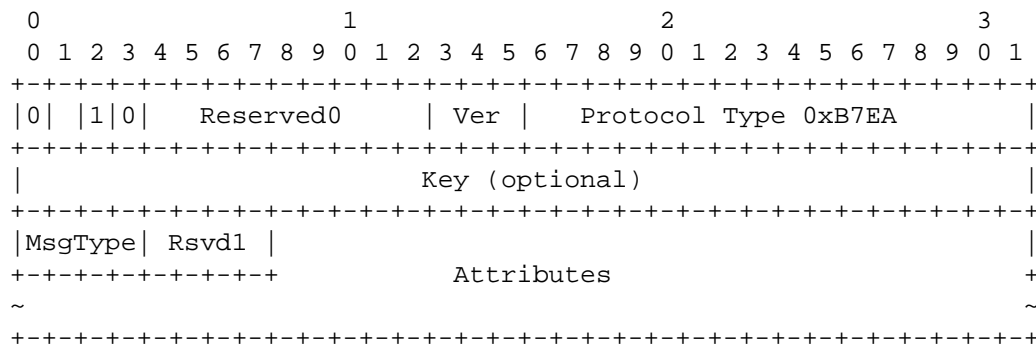 0                   1                   2                   3
 0 1 2 3 4 5 6 7 8 9 0 1 2 3 4 5 6 7 8 9 0 1 2 3 4 5 6 7 8 9 0 1
+-+-+-+-+-+-+-+-+-+-+-+-+-+-+-+-+-+-+-+-+-+-+-+-+-+-+-+-+-+-+-+-+
|0| |1|0|   Reserved0     | Ver |   Protocol Type 0xB7EA        |
+-+-+-+-+-+-+-+-+-+-+-+-+-+-+-+-+-+-+-+-+-+-+-+-+-+-+-+-+-+-+-+-+
|                         Key (optional)                        |
+-+-+-+-+-+-+-+-+-+-+-+-+-+-+-+-+-+-+-+-+-+-+-+-+-+-+-+-+-+-+-+-+
|MsgType| Rsvd1 |                                               |
+-+-+-+-+-+-+-+-+           Attributes                          +
~                                                               ~
+-+-+-+-+-+-+-+-+-+-+-+-+-+-+-+-+-+-+-+-+-+-+-+-+-+-+-+-+-+-+-+-+